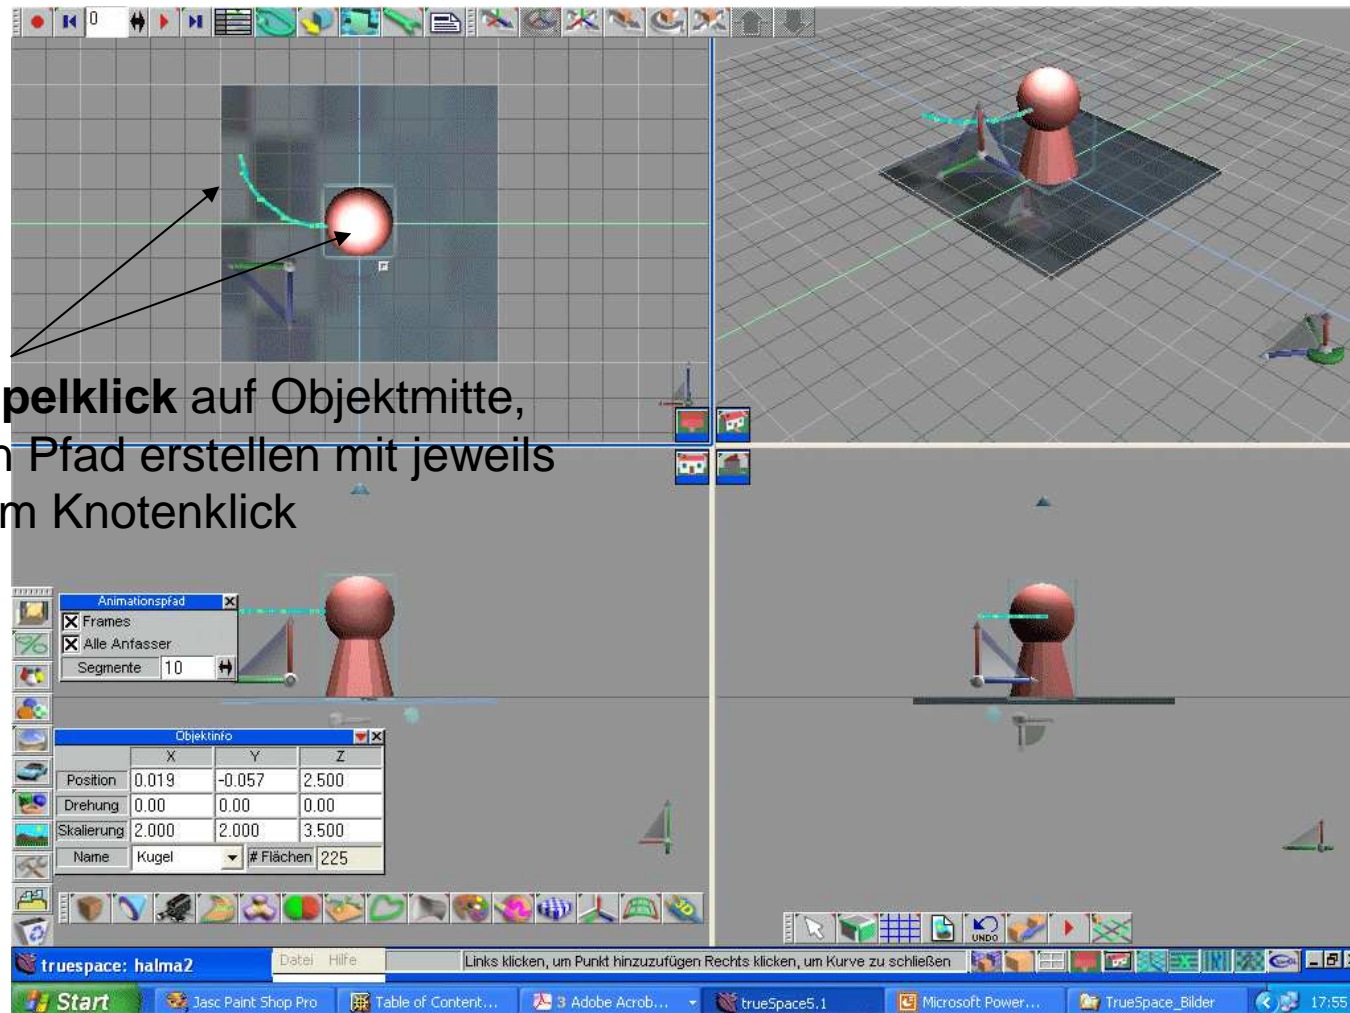 0
pelklick auf Objektmitte,
n Pfad erstellen mit jeweils
m Knotenklick
Animationspfad
Frames
Alle Anfasser
Segmente 10
Objektinfo
X Y Z
Position 0.019 -0.057 2.500
Drehung 0.00 0.00 0.00
Skalierung 2.000 2.000 3.500
Name Kugel # Flächen 225
3D
UNDO
truespace: halma2 Datei Hilfe Links klicken, um Punkt hinzuzufügen Rechts klicken, um Kurve zu schließen
Start Jasc Paint Shop Pro Table of Content... 3 Adobe Acrob... trueSpace5.1 Microsoft Power... TrueSpace_Bilder 17:55